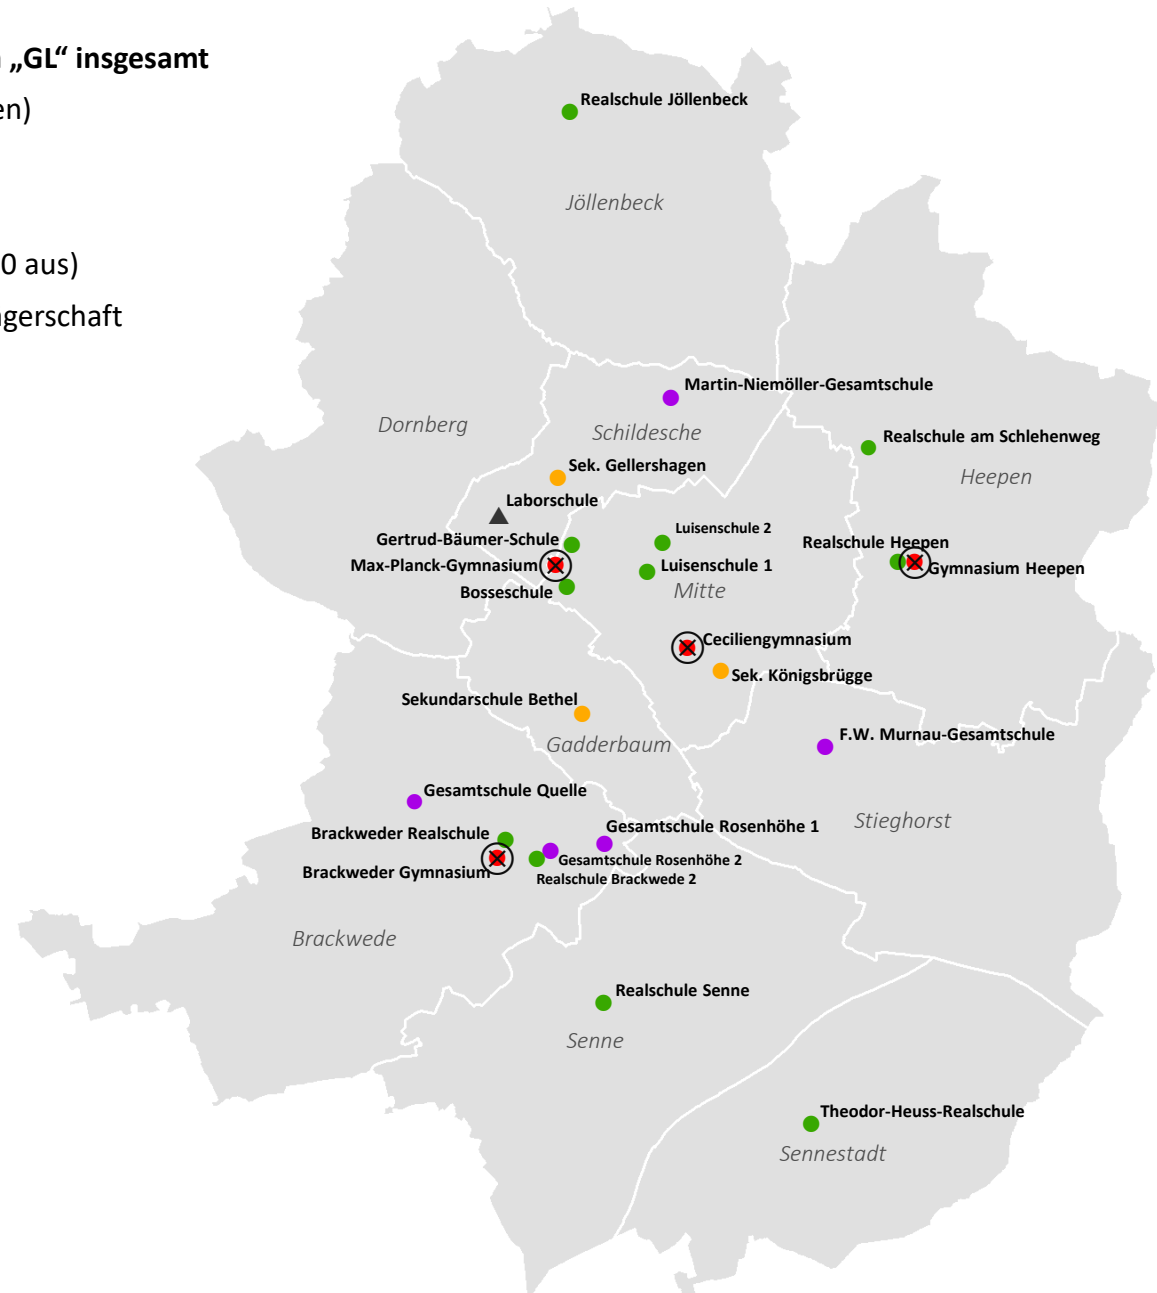 „GL“ insgesamt
en)
0 aus)
gerschaft
Realschule Jöllenbeck
Jöllenbeck
Martin-Niemöller-Gesamtschule
Dornberg
Schildesche
Realschule am Schlehenweg
Sek. Gellershagen
Heepen
Laborschule
Luisenschule 2
Gertrud-Bäumer-Schule
Realschule Heepen
Max-Planck-Gymnasium
Luisenschule 1
Gymnasium Heepen
Bosseschule
Mitte
Ceciliengymnasium
Sek. Königsbrügge
Sekundarschule Bethel
F.W. Murnau-Gesamtschule
Gadderbaum
Gesamtschule Quelle
Stieghorst
Gesamtschule Rosenhöhe 1
Brackweder Realschule
Gesamtschule Rosenhöhe 2
Brackweder Gymnasium
Realschule Brackwede 2
Brackwede
Realschule Senne
Senne
Theodor-Heuss-Realschule
Sennestadt